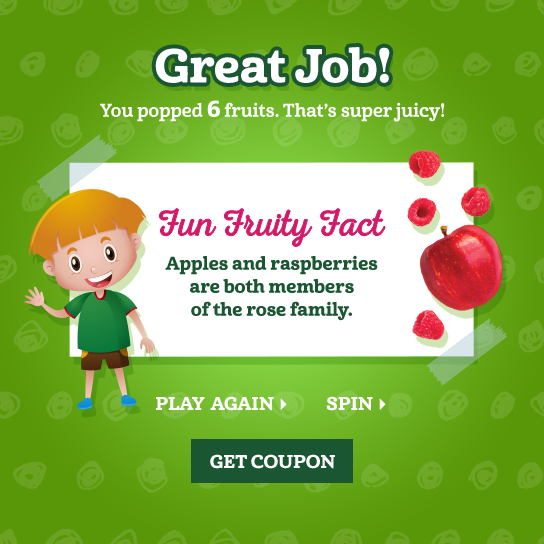 Great Job!
You popped 6 fruits. That's super juicy!
Fun Fruity Fact
Apples and raspberries
are both members
of the rose family.
PLAY AGAIN
SPIN
GET COUPON